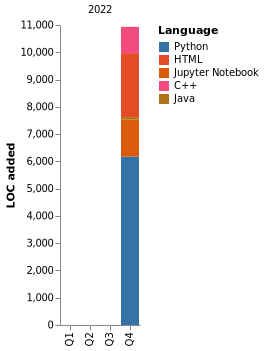 2022
Language
Python
HTML
Jupyter Notebook
C++
Java
LOC added
11,000
10,000
9,000
8,000
7,000
6,000
5,000
4,000
3,000
2,000
1,000
0
Q1
Q2
Q3
Q4